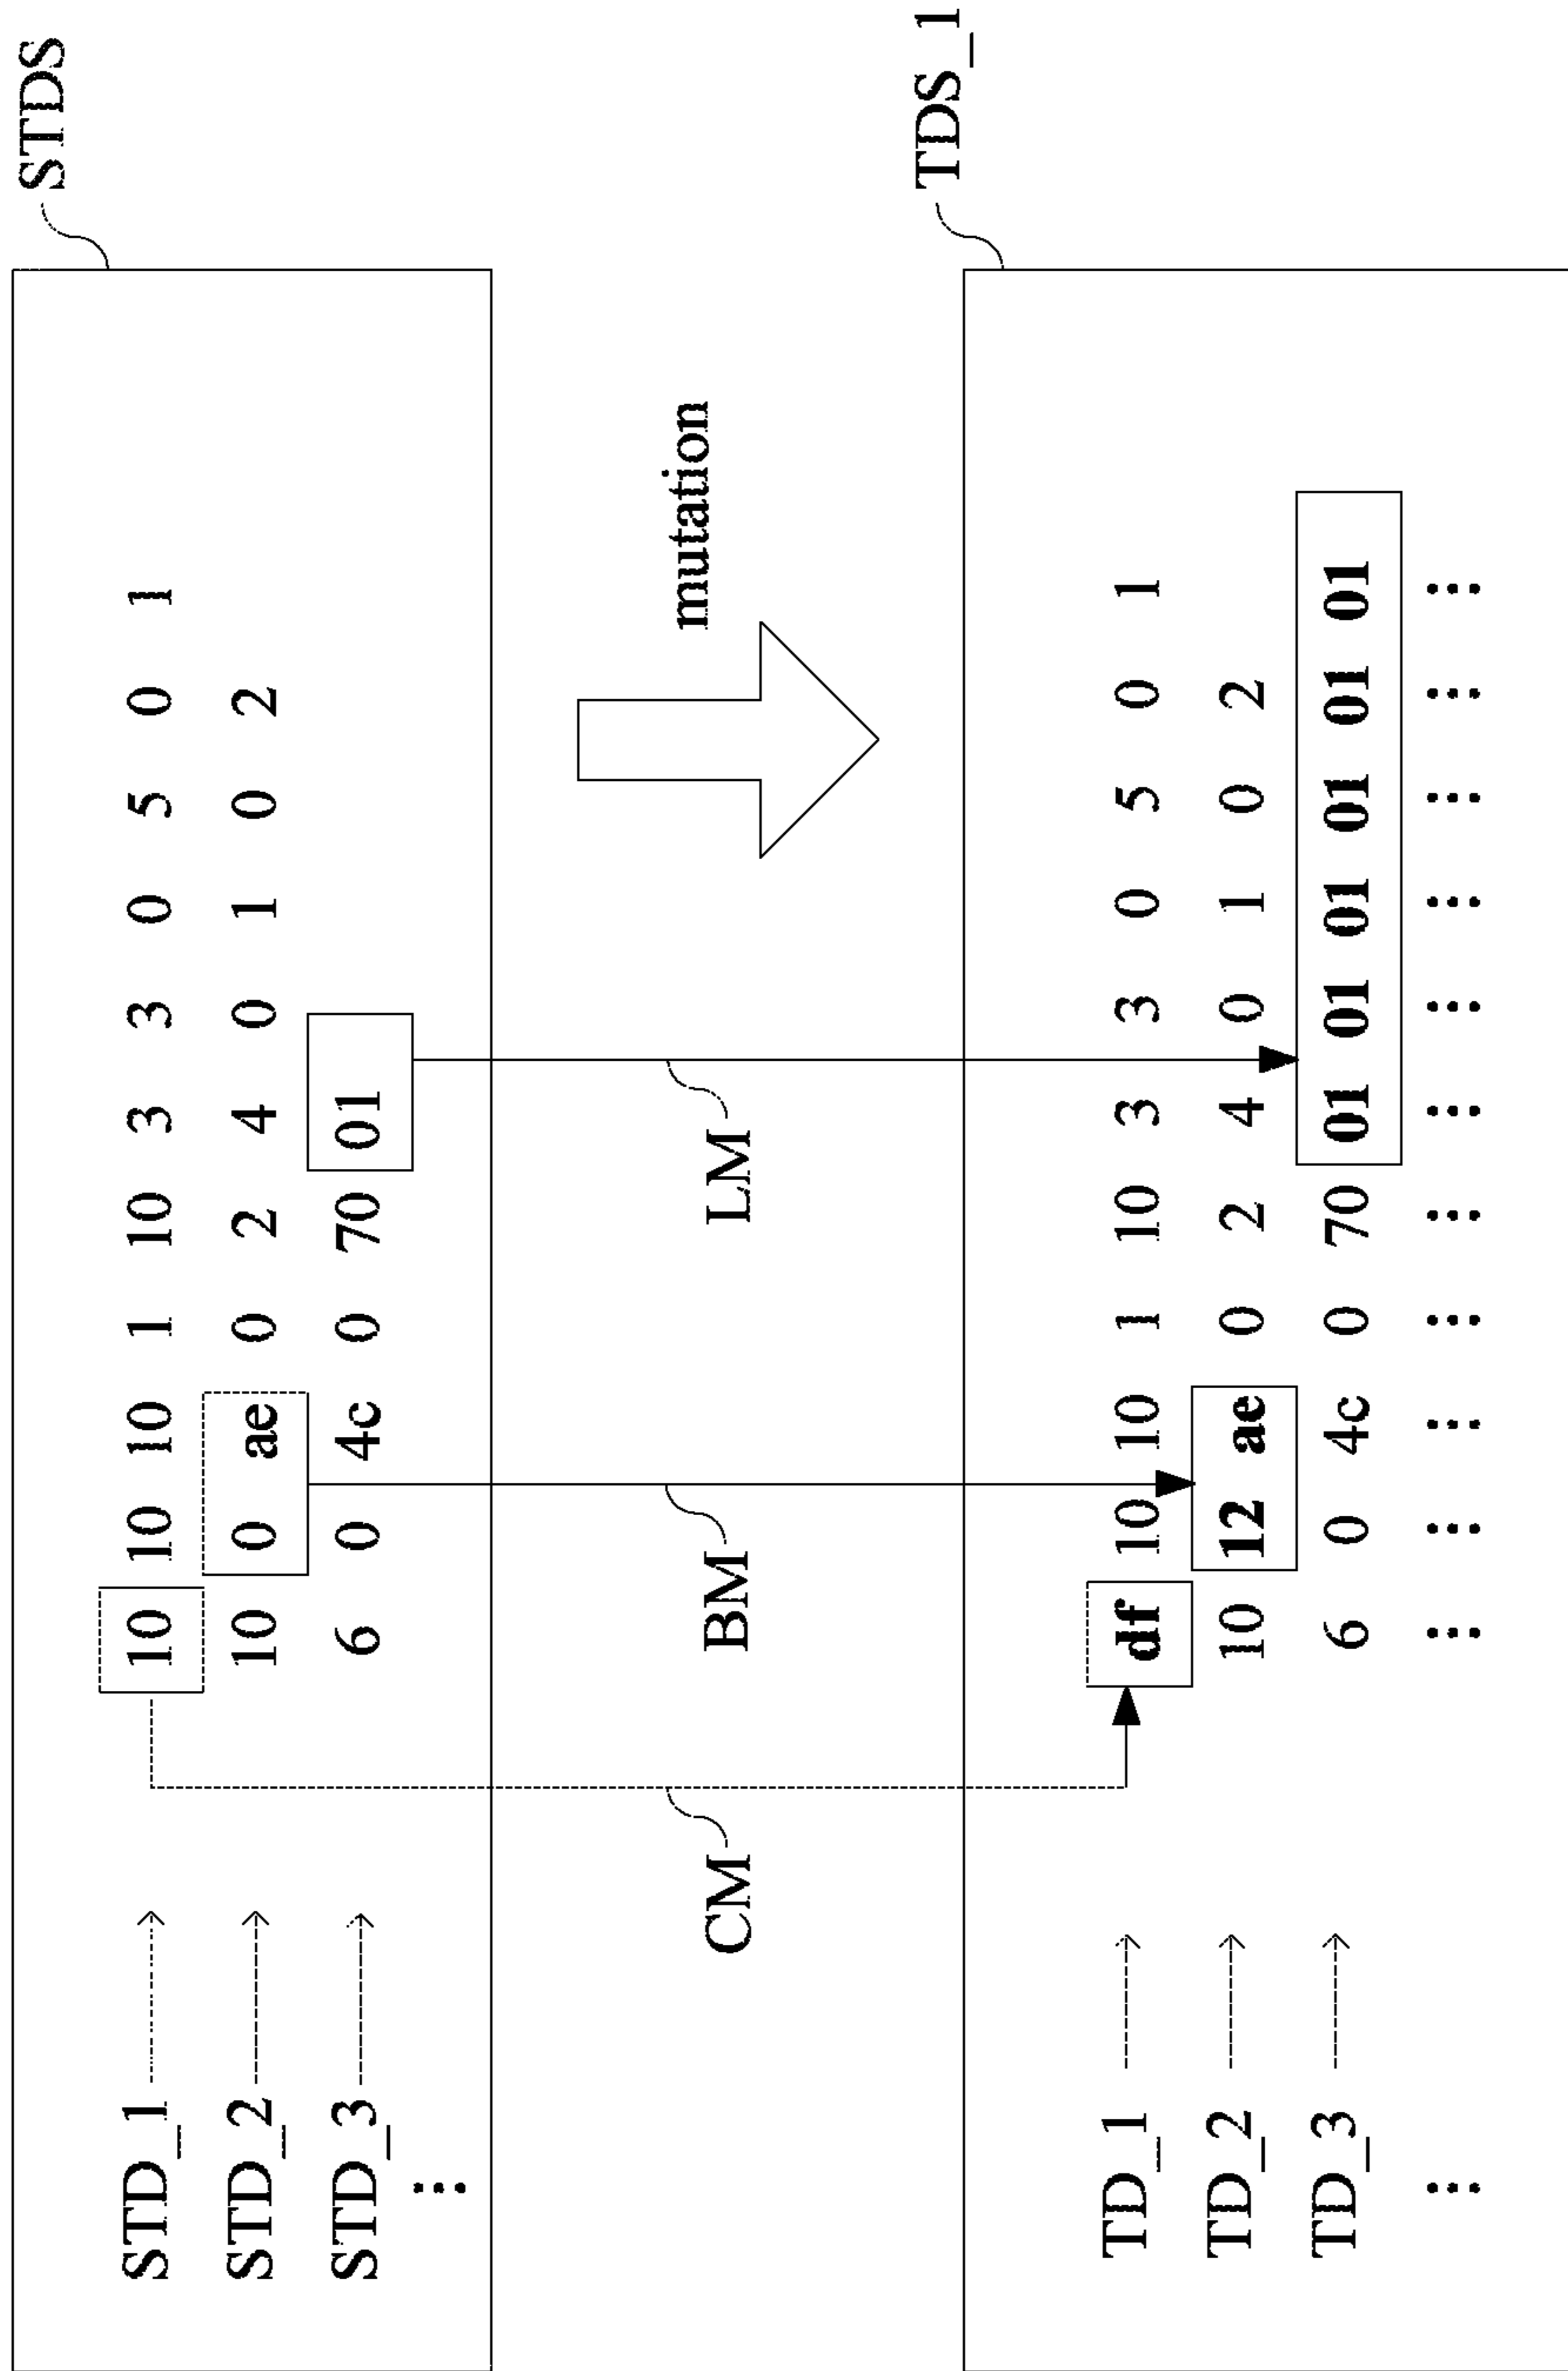 STDS
STD_1 10 10 10 1 10 3 3 0 5 0 1
STD_2 10 0 ae 0 2 4 0 1 0 2
STD_3 6 0 4c 0 70 01
⋮
CM BM LM mutation
TDS_1
TD_1 df 10 10 1 10 3 3 0 5 0 1
TD_2 10 12 ae 0 2 4 0 1 0 2
TD_3 6 0 4c 0 70 01 01 01 01 01 01
⋮ ⋮ ⋮ ⋮ ⋮ ⋮ ⋮ ⋮ ⋮ ⋮ ⋮ ⋮